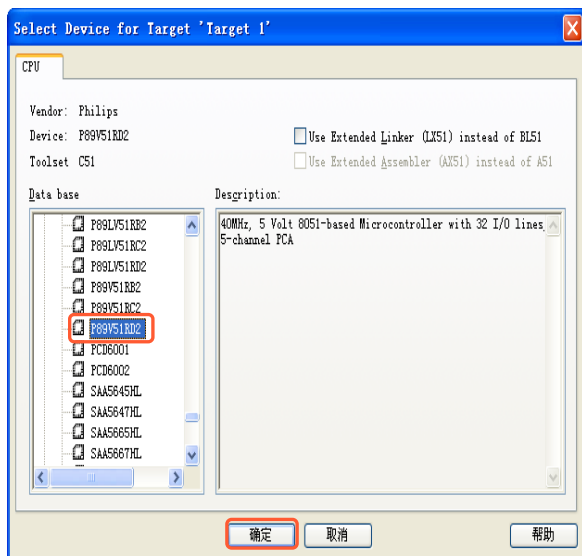 Select Device for Target 'Target 1'
CPU
Vendor: Philips
Device: P89V51RD2
Use Extended Linker (LX51) instead of BL51
Toolset C51
Use Extended Assembler (AX51) instead of A51
Data base
Description:
P89LV51RB2
P89LV51RC2
P89LV51RD2
P89V51RB2
P89V51RC2
P89V51RD2
PCD6001
PCD6002
SAA5645HL
SAA5647HL
SAA5665HL
SAA5667HL
40MHz, 5 Volt 8051-based Microcontroller with 32 I/O lines,
5-channel PCA
确定
取消
帮助